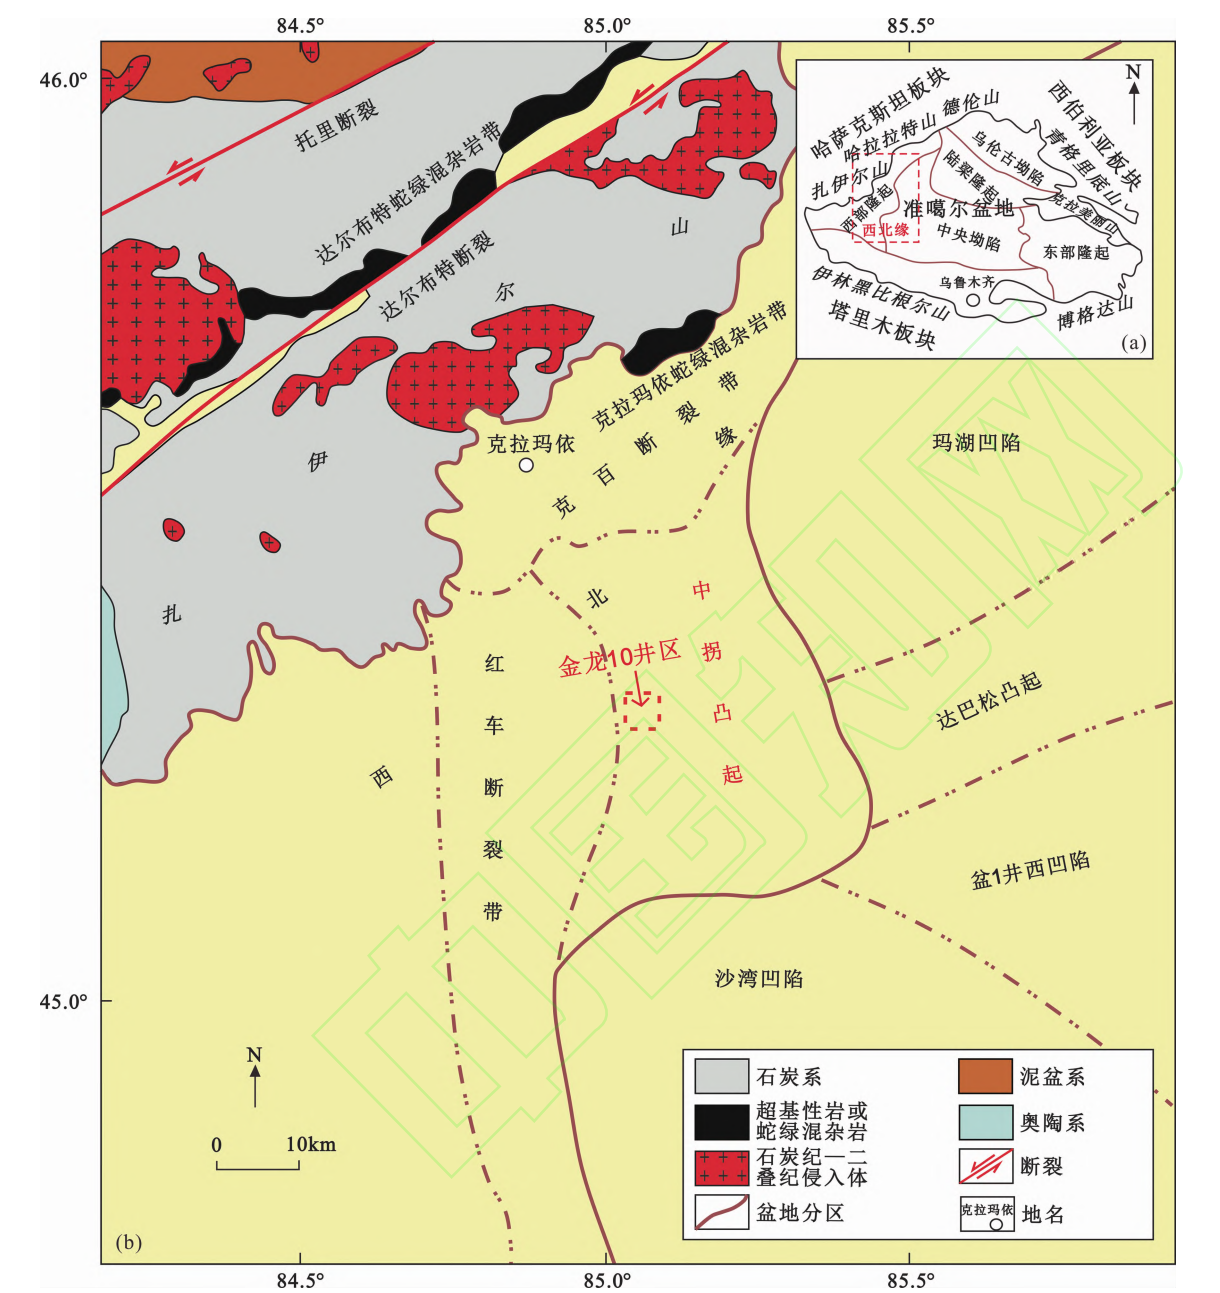 84.5°
85.0°
85.5°
46.0°
托里断裂
达尔布特蛇绿混杂岩带
达尔布特断裂
扎伊尔山
克拉玛依蛇绿混杂岩带
克百断裂带
克拉玛依
哈萨克斯坦板块
哈拉拉特山
德伦山
西伯利亚板块
青格里底山
扎伊尔山
乌伦古坳陷
陆梁隆起
克拉美丽山
西部隆起
准噶尔盆地
西北缘
中央坳陷
东部隆起
乌鲁木齐
伊林黑比根尔山
塔里木板块
博格达山
N
(a)
玛湖凹陷
西北缘
中拐凸起
金龙10井区
红车断裂带
达巴松凸起
盆1井西凹陷
沙湾凹陷
45.0°
N
0 10km
(b)
石炭系
超基性岩或
蛇绿混杂岩
石炭纪一二
叠纪侵入体
盆地分区
泥盆系
奥陶系
断裂
克拉玛依
地名
84.5°
85.0°
85.5°